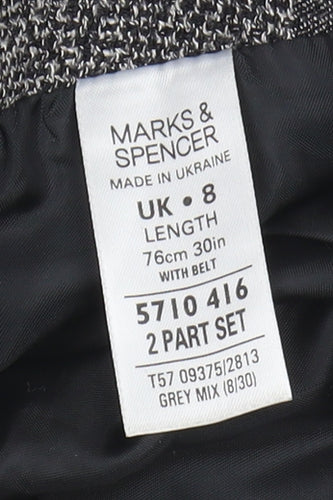 MARKS &
SPENCER
MADE IN UKRAINE
UK • 8
LENGTH
76cm 30in
WITH BELT
5710 416
2 PART SET
T57 09375/2813
GREY MIX (8/30)